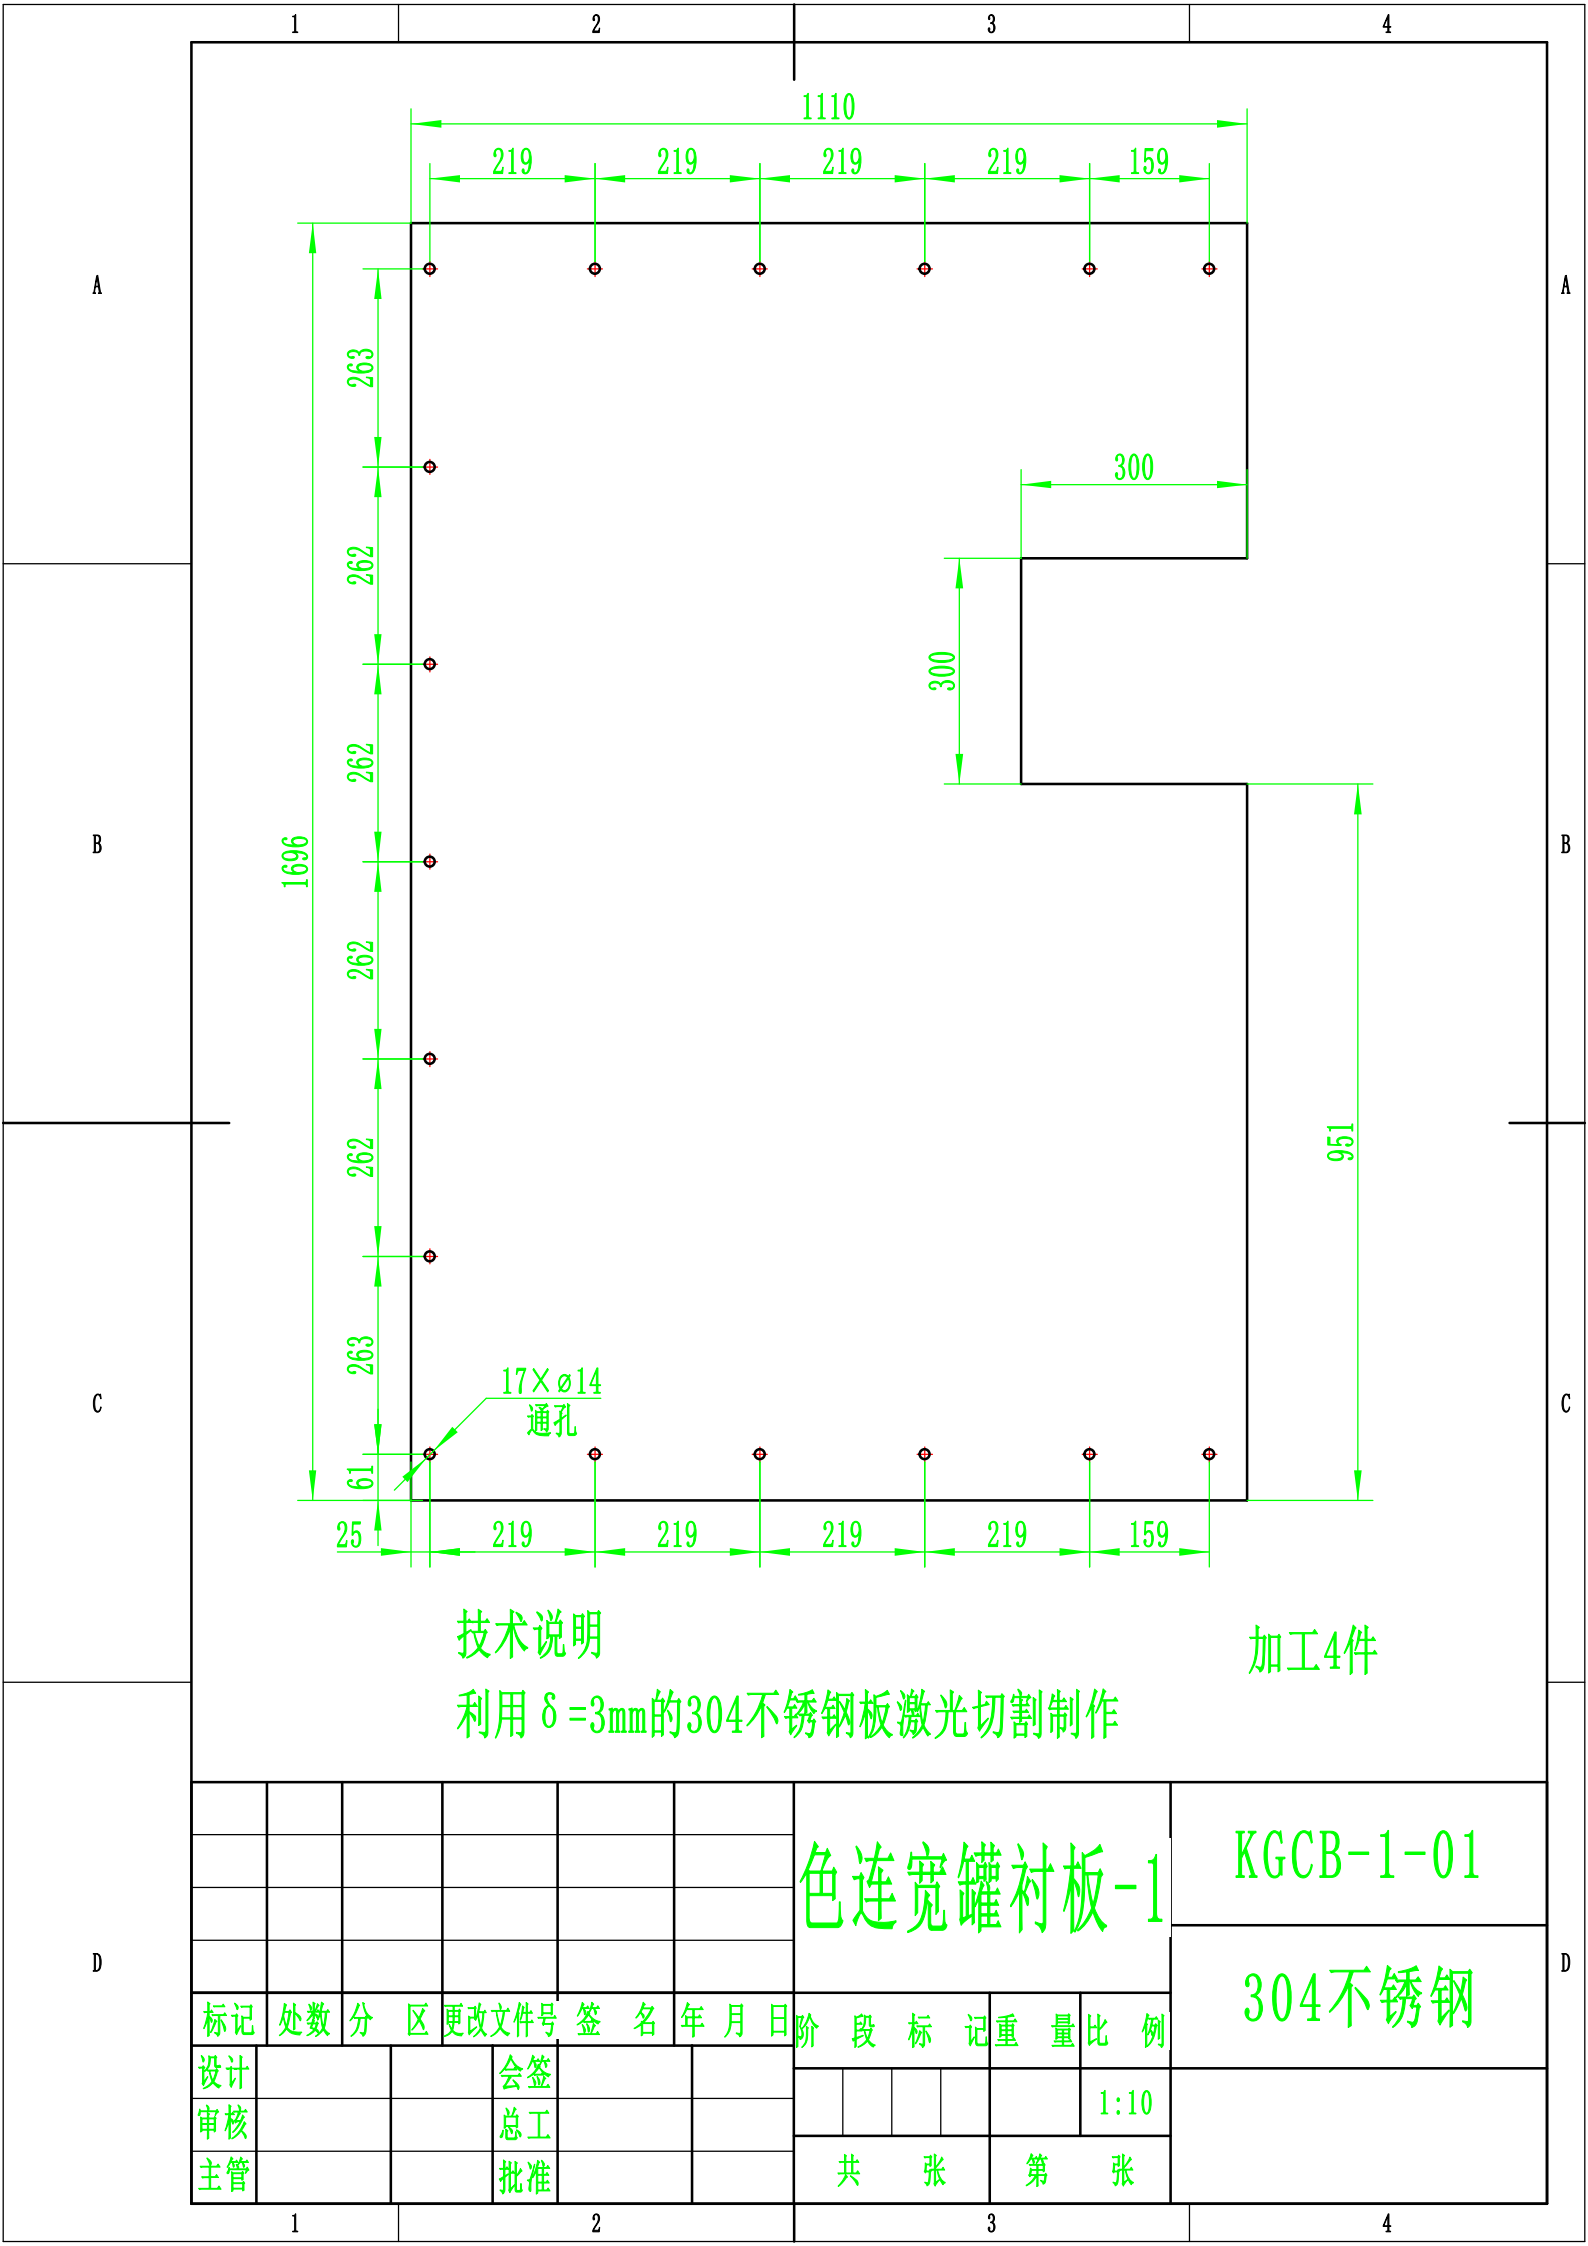 1 2 3 4
1110
219 219 219 219 159
A A
263
300
262
300
262
B B
1696
262
951
262
263
17×⌀14
通孔
C C
61
25 219 219 219 219 159
技术说明
加工4件
利用δ=3mm的304不锈钢板激光切割制作
色连宽罐衬板-1
KGCB-1-01
D D
304不锈钢
标记 处数 分 区 更改文件号 签 名 年 月 日
阶 段 标 记 重 量 比 例
设计 会签
审核 总工
1:10
主管 批准
共 张 第 张
1 2 3 4